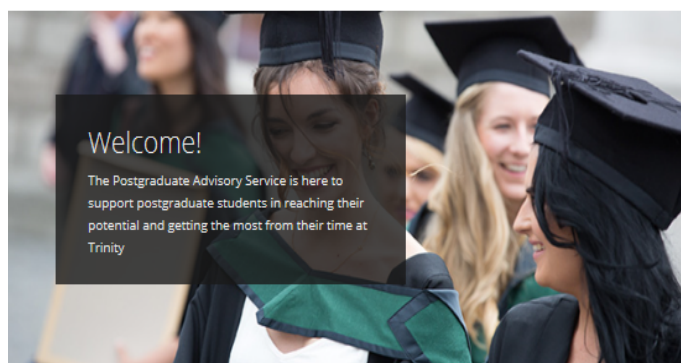 Welcome!
The Postgraduate Advisory Service is here to
support postgraduate students in reaching their
potential and getting the most from their time at
Trinity